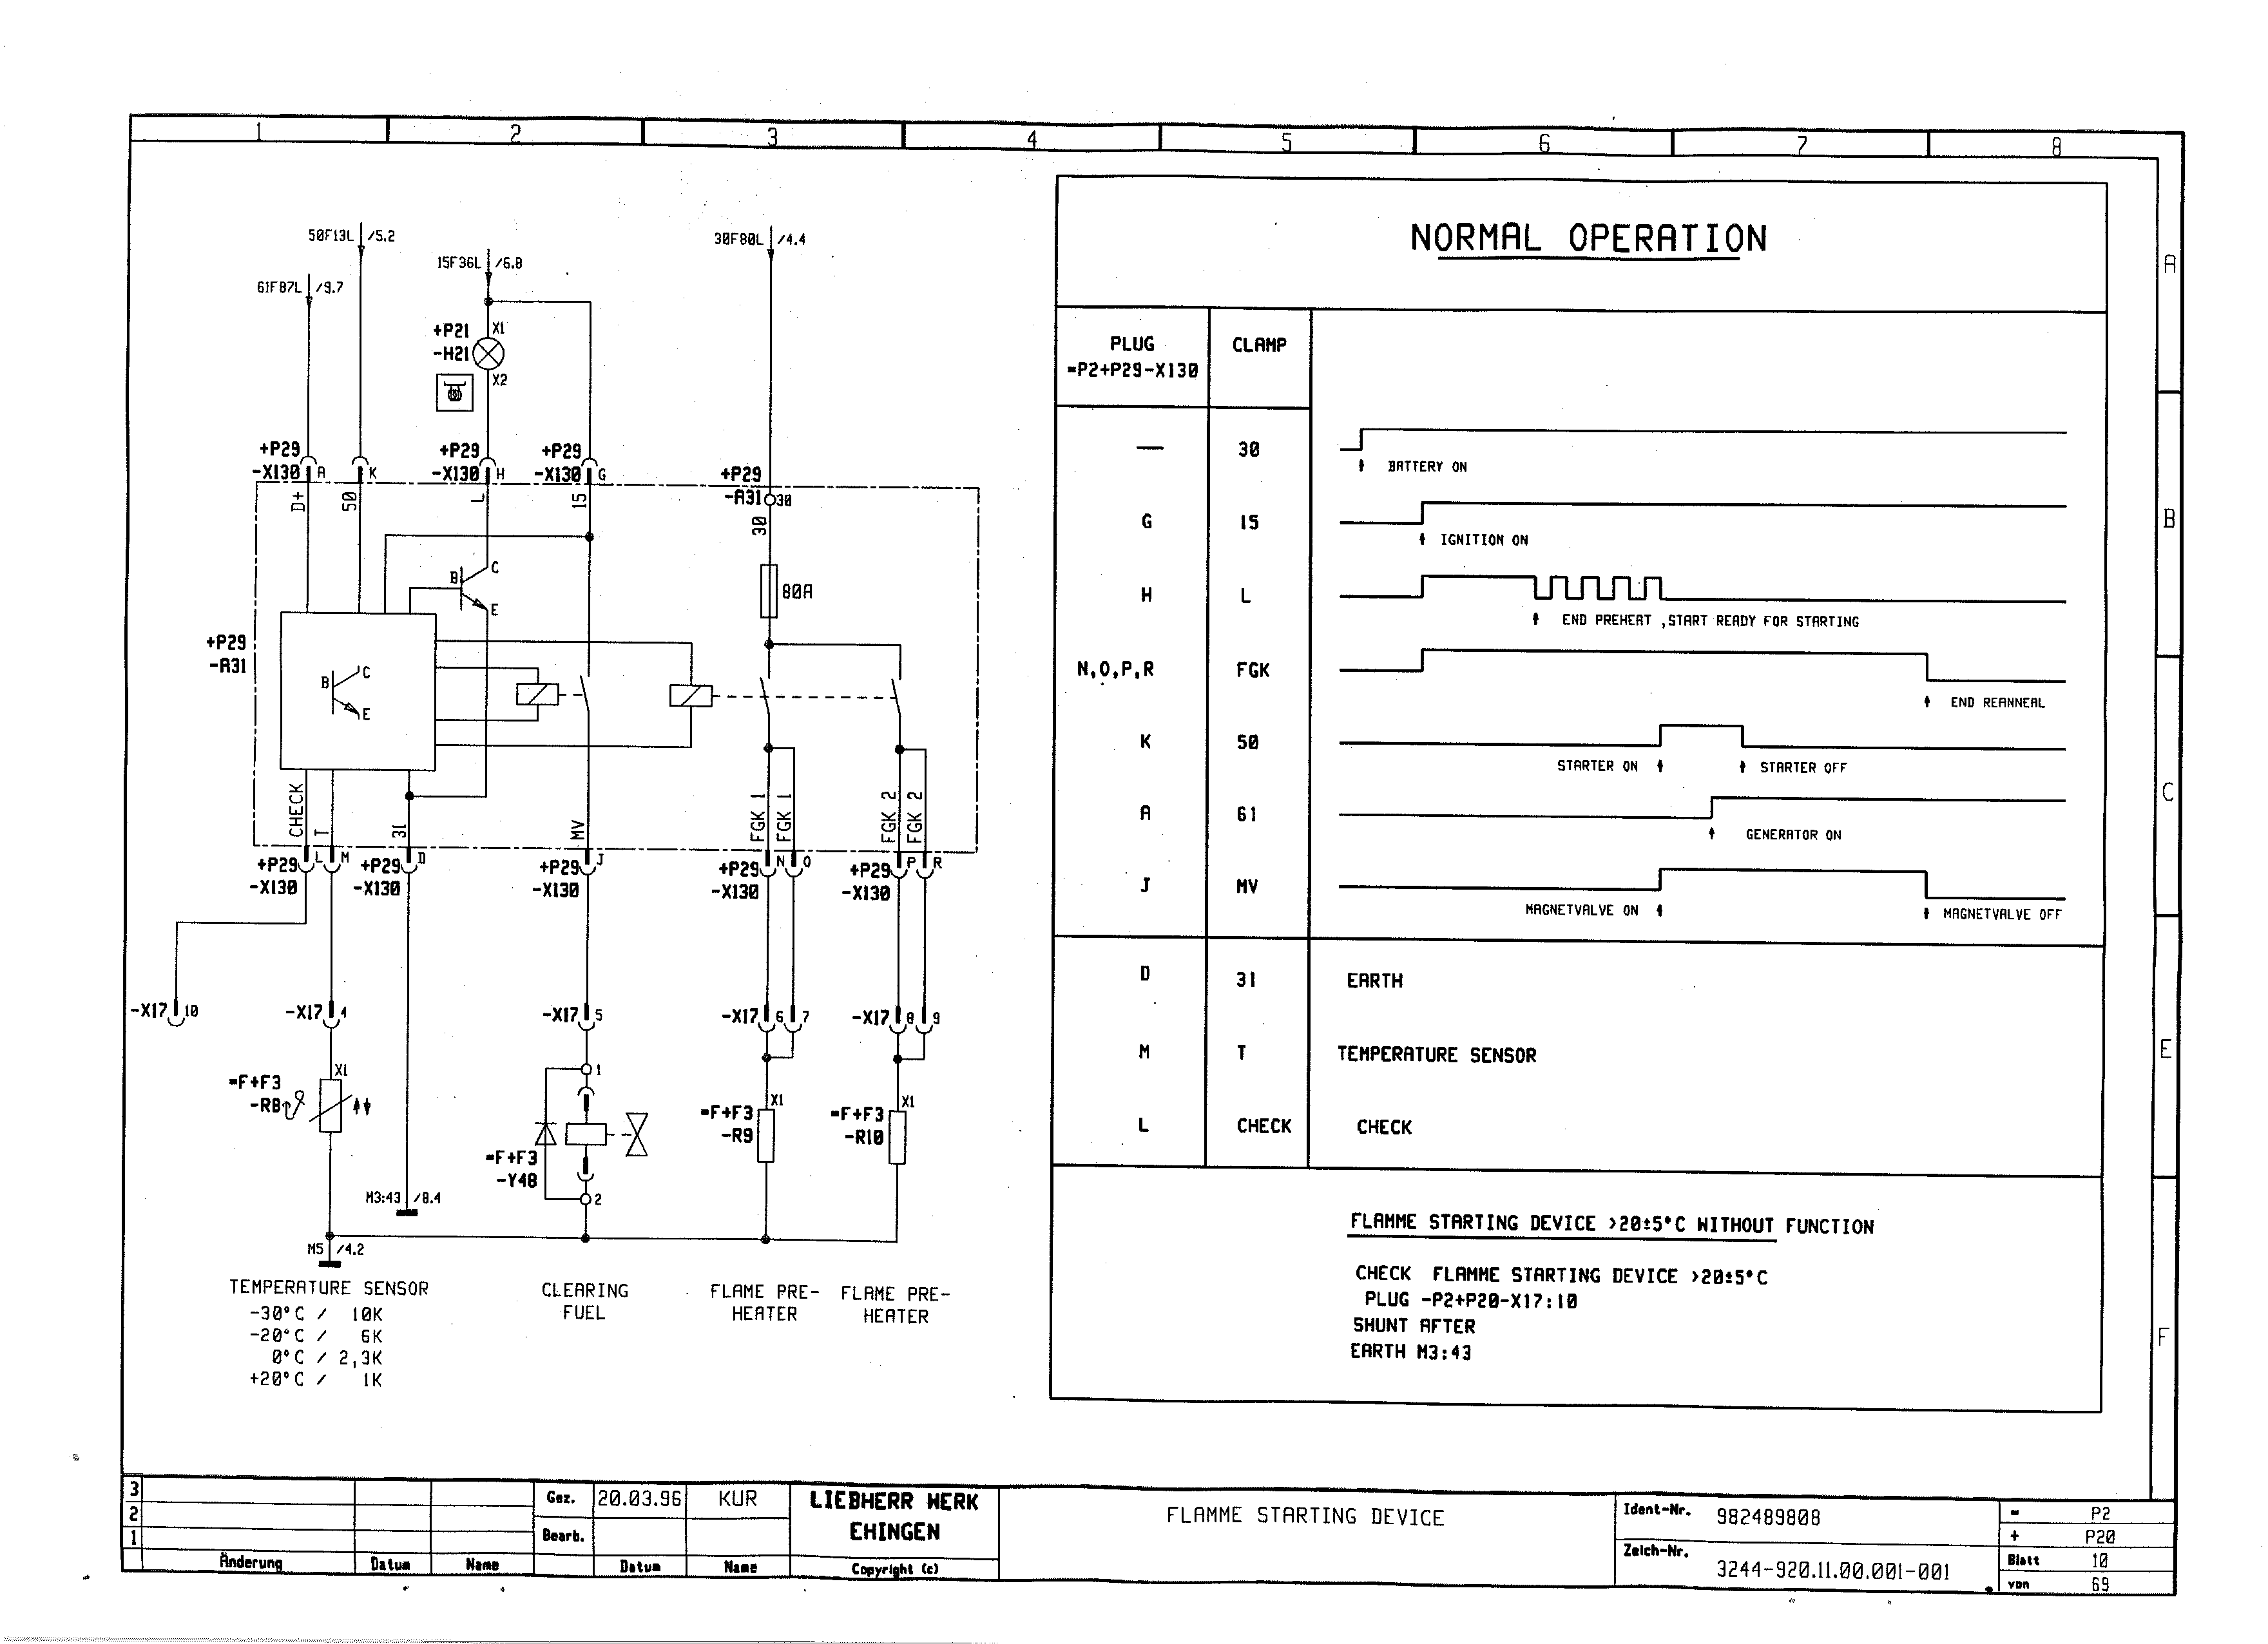 1 2 3 4 5 6 7 8
A
B
C
E
F
50F13L /5.2
61F87L /9.7
15F36L /6.8
30F80L /4.4
+P21 X1
-H21
X2
+P29
-X130 A
K
+P29
-X130 H
+P29
-X130 G
+P29
-A31 30
D+
50
L
15
30
B C
E
80A
+P29
-A31
B C
E
CHECK
T
31
MV
FGK 1
FGK 1
FGK 2
FGK 2
+P29 L M
-X130
+P29 D
-X130
+P29 J
-X130
+P29 N O
-X130
+P29 P R
-X130
-X17 10
-X17 4
-X17 5
-X17 6 7
-X17 8 9
=F+F3 X1
-R8
1
=F+F3
-Y48
2
=F+F3 X1
-R9
=F+F3 X1
-R10
M3:43 /8.4
M5 /4.2
TEMPERATURE SENSOR
-30°C / 10K
-20°C / 6K
0°C / 2,3K
+20°C / 1K
CLEARING
FUEL
FLAME PRE-
HEATER
FLAME PRE-
HEATER
NORMAL OPERATION
PLUG
=P2+P29-X130
CLAMP
— 30
BATTERY ON
G 15
IGNITION ON
H L
END PREHEAT ,START READY FOR STARTING
N,O,P,R FGK
END REANNEAL
K 50
STARTER ON STARTER OFF
A 61
GENERATOR ON
J MV
MAGNETVALVE ON MAGNETVALVE OFF
D 31 EARTH
M T TEMPERATURE SENSOR
L CHECK CHECK
FLAMME STARTING DEVICE >20±5°C WITHOUT FUNCTION
CHECK FLAMME STARTING DEVICE >20±5°C
PLUG -P2+P20-X17:10
SHUNT AFTER
EARTH M3:43
3
2
1
Änderung Datum Name
Gez. 20.03.96 KUR
Bearb.
Datum Name
LIEBHERR WERK
EHINGEN
Copyright (c)
FLAMME STARTING DEVICE
Ident-Nr. 982489808
Zeich-Nr. 3244-920.11.00.001-001
= P2
+ P20
Blatt 10
von 69